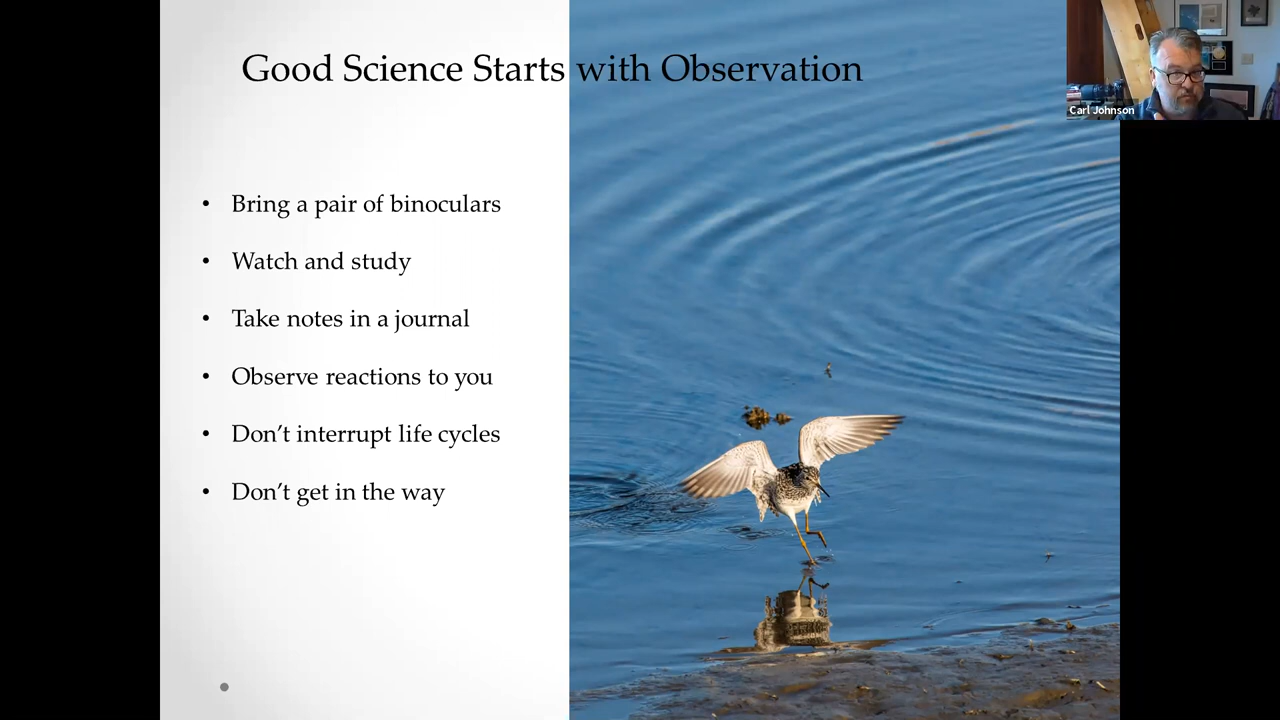 Good Science Starts with Observation
Carl Johnson
• Bring a pair of binoculars
• Watch and study
• Take notes in a journal
• Observe reactions to you
• Don’t interrupt life cycles
• Don’t get in the way